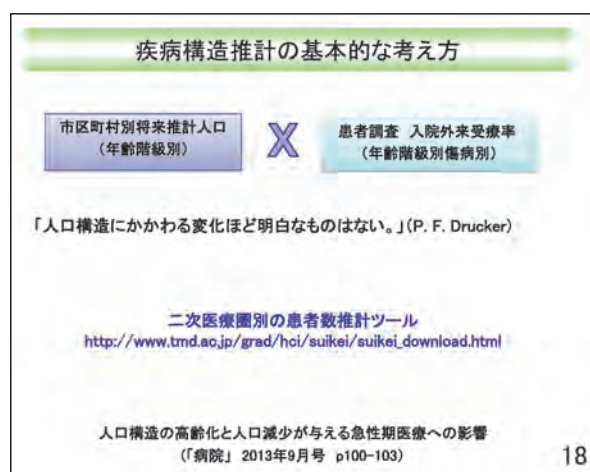 疾病構造推計の基本的な考え方
市区町村別将来推計人口
(年齢階級別)
X
患者調査 入院外来受療率
(年齢階級別傷病別)
「人口構造にかかわる変化ほど明白なものはない。」(P. F. Drucker)
二次医療圏別の患者数推計ツール
http://www.tmd.ac.jp/grad/hci/suikei/suikei_download.html
人口構造の高齢化と人口減少が与える急性期医療への影響
(「病院」 2013年9月号 p100-103)
18